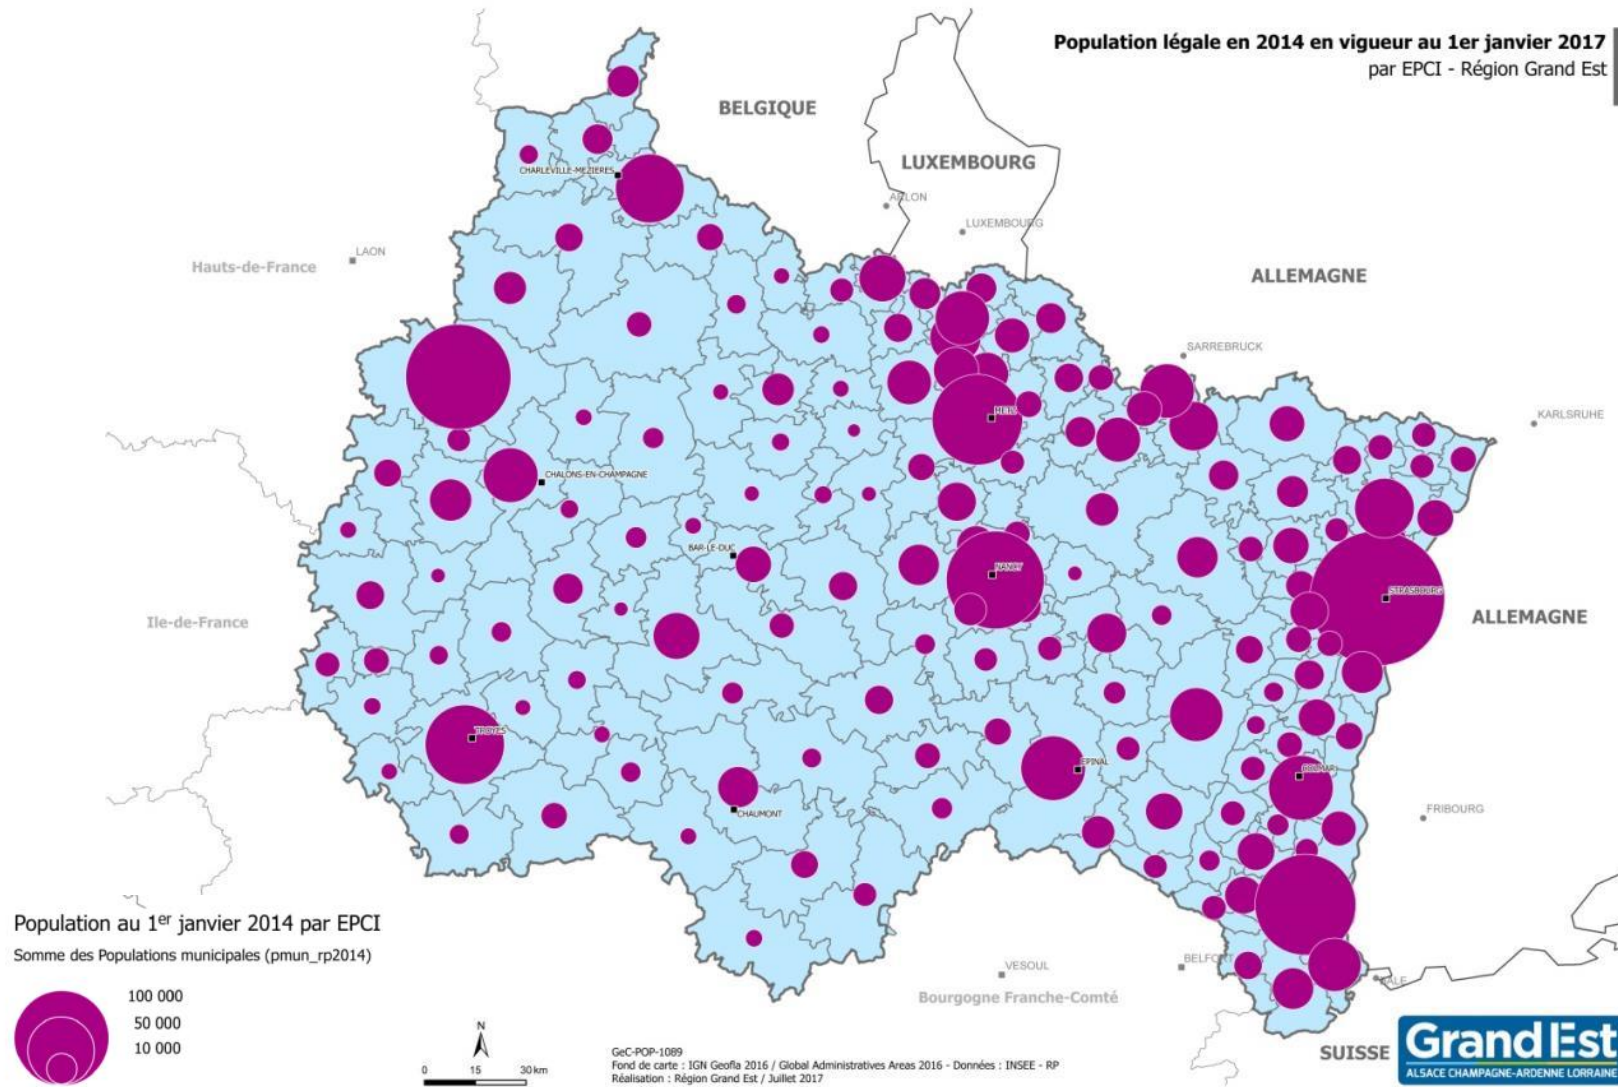 Population légale en 2014 en vigueur au 1er janvier 2017
par EPCI - Région Grand Est
BELGIQUE
LUXEMBOURG
CHARLEVILLE-MEZIERES
ARLON
LUXEMBOURG
LAON
Hauts-de-France
ALLEMAGNE
SARREBRUCK
KARLSRUHE
METZ
CHALONS-EN-CHAMPAGNE
BAR-LE-DUC
NANCY
STRASBOURG
Ile-de-France
ALLEMAGNE
TROYES
EPINAL
COLMAR
CHAUMONT
FRIBOURG
Population au 1er janvier 2014 par EPCI
Somme des Populations municipales (pmun_rp2014)
100 000
50 000
10 000
VESOUL
BELFORT
BALE
Bourgogne Franche-Comté
N
0 15 30 km
GeC-POP-1089
Fond de carte : IGN Geofla 2016 / Global Administratives Areas 2016 - Données : INSEE - RP
Réalisation : Région Grand Est / Juillet 2017
SUISSE
Grand Est
ALSACE CHAMPAGNE-ARDENNE LORRAINE